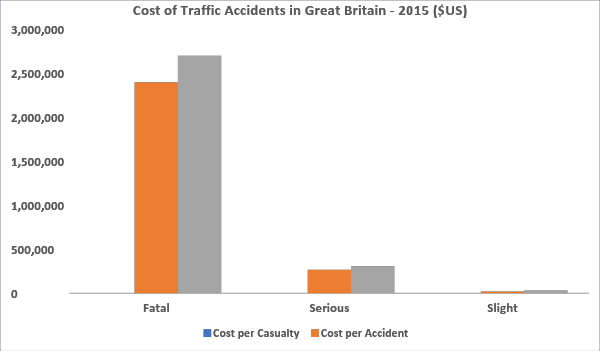 Cost of Traffic Accidents in Great Britain - 2015 ($US)
3,000,000
2,500,000
2,000,000
1,500,000
1,000,000
500,000
0
Fatal Serious Slight
Cost per Casualty Cost per Accident